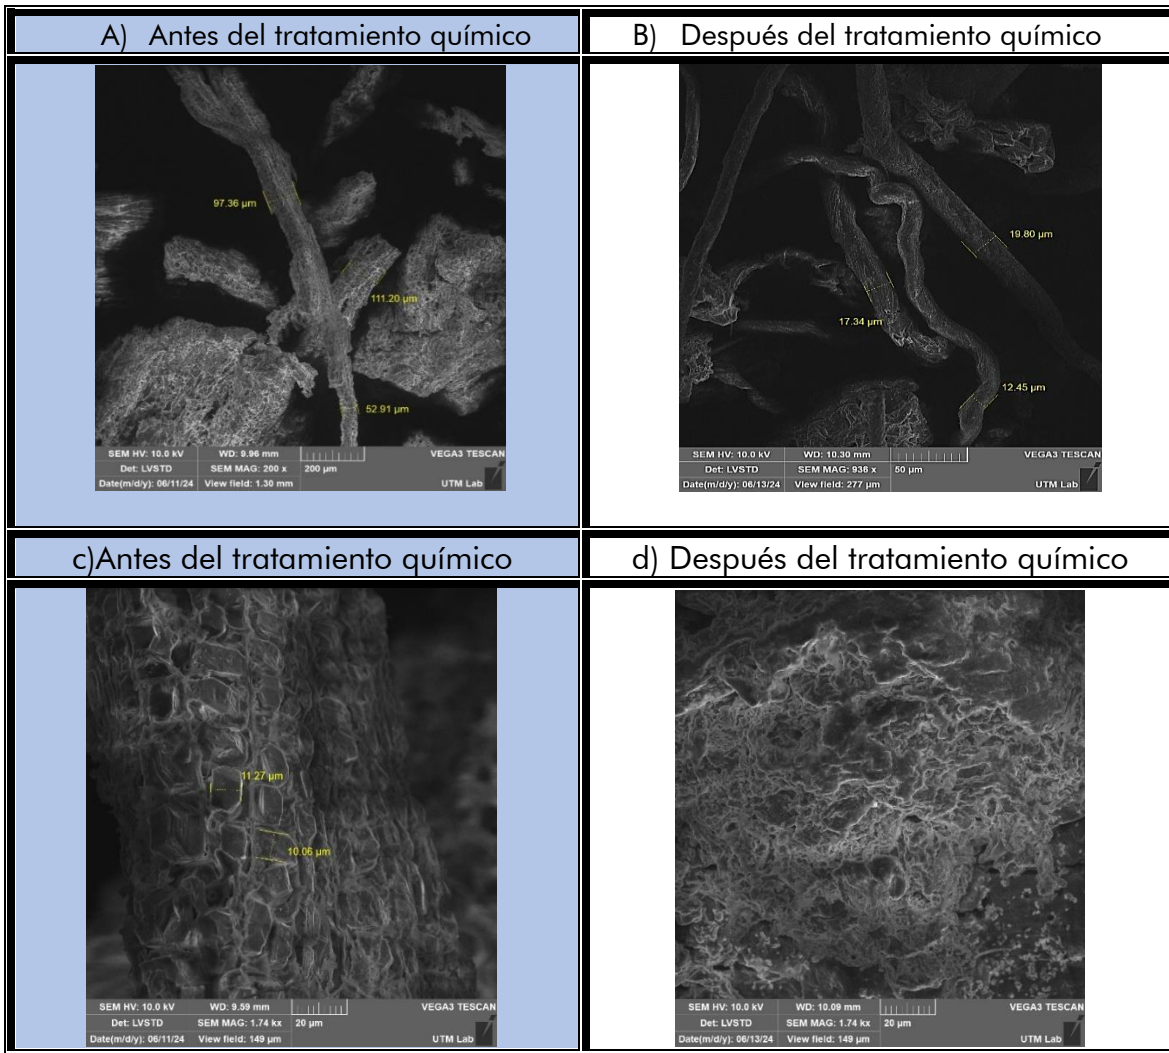 A) Antes del tratamiento químico
B) Después del tratamiento químico
97.36 µm
111.20 µm
52.91 µm
SEM HV: 10.0 kV WD: 9.96 mm VEGA3 TESCAN
Det: LVSTD SEM MAG: 200 x 200 µm
Date(m/d/y): 06/11/24 View field: 1.30 mm UTM Lab
19.80 µm
17.34 µm
12.45 µm
SEM HV: 10.0 kV WD: 10.30 mm VEGA3 TESCAN
Det: LVSTD SEM MAG: 936 x 50 µm
Date(m/d/y): 06/13/24 View field: 277 µm UTM Lab
c)Antes del tratamiento químico
d) Después del tratamiento químico
11.27 µm
10.06 µm
SEM HV: 10.0 kV WD: 9.59 mm VEGA3 TESCAN
Det: LVSTD SEM MAG: 1.74 kx 20 µm
Date(m/d/y): 06/11/24 View field: 149 µm UTM Lab
SEM HV: 10.0 kV WD: 10.09 mm VEGA3 TESCAN
Det: LVSTD SEM MAG: 1.74 kx 20 µm
Date(m/d/y): 06/13/24 View field: 149 µm UTM Lab